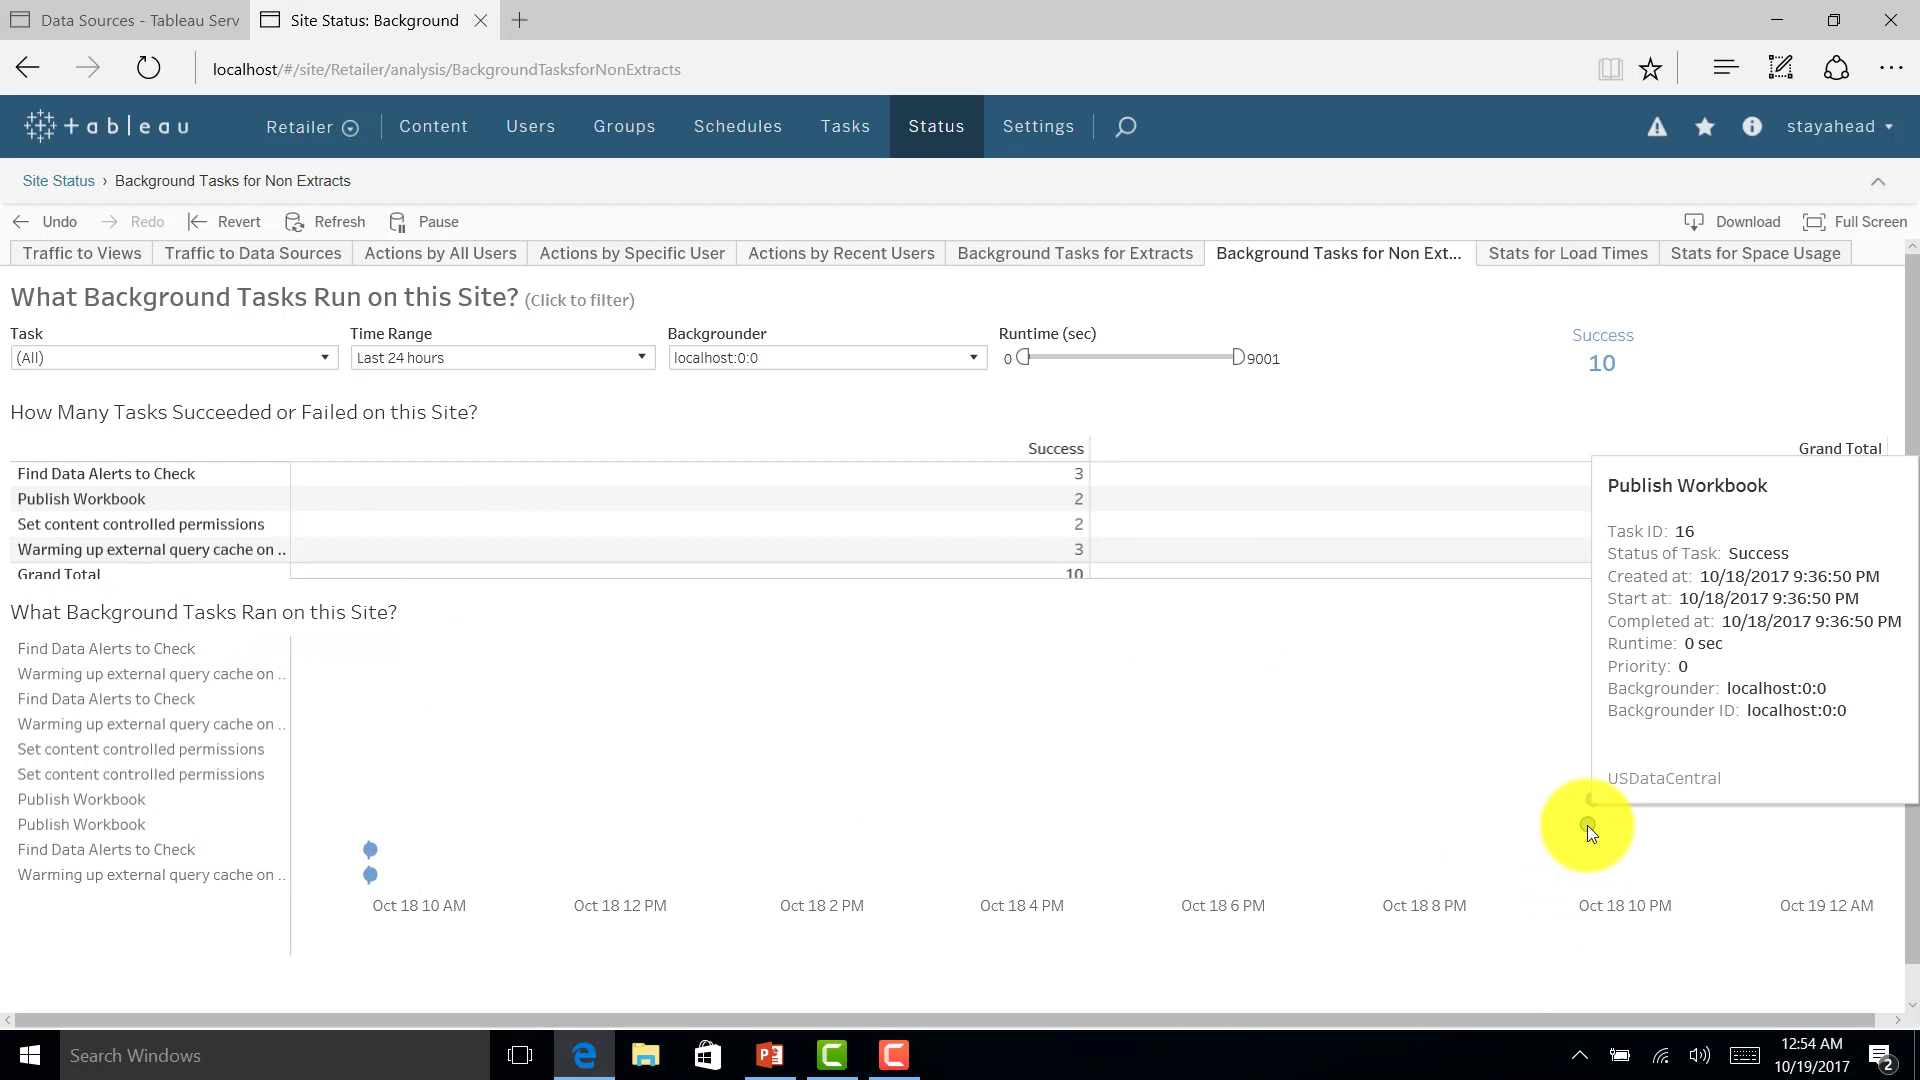 Data Sources - Tableau Serv
Site Status: Background
localhost/#/site/Retailer/analysis/BackgroundTasksforNonExtracts
+ableau
Retailer
Content
Users
Groups
Schedules
Tasks
Status
Settings
stayahead
Site Status › Background Tasks for Non Extracts
Undo
Redo
Revert
Refresh
Pause
Download
Full Screen
Traffic to Views
Traffic to Data Sources
Actions by All Users
Actions by Specific User
Actions by Recent Users
Background Tasks for Extracts
Background Tasks for Non Ext...
Stats for Load Times
Stats for Space Usage
What Background Tasks Run on this Site? (Click to filter)
Task
Time Range
Backgrounder
Runtime (sec)
Success
(All)
Last 24 hours
localhost:0:0
0
9001
10
How Many Tasks Succeeded or Failed on this Site?
Success
Grand Total
Find Data Alerts to Check
3
Publish Workbook
2
Set content controlled permissions
2
Warming up external query cache on ..
3
Grand Total
10
Publish Workbook
Task ID: 16
Status of Task: Success
Created at: 10/18/2017 9:36:50 PM
Start at: 10/18/2017 9:36:50 PM
Completed at: 10/18/2017 9:36:50 PM
Runtime: 0 sec
Priority: 0
Backgrounder: localhost:0:0
Backgrounder ID: localhost:0:0
USDataCentral
What Background Tasks Ran on this Site?
Find Data Alerts to Check
Warming up external query cache on ..
Find Data Alerts to Check
Warming up external query cache on ..
Set content controlled permissions
Set content controlled permissions
Publish Workbook
Publish Workbook
Find Data Alerts to Check
Warming up external query cache on ..
Oct 18 10 AM
Oct 18 12 PM
Oct 18 2 PM
Oct 18 4 PM
Oct 18 6 PM
Oct 18 8 PM
Oct 18 10 PM
Oct 19 12 AM
Search Windows
12:54 AM
10/19/2017
2